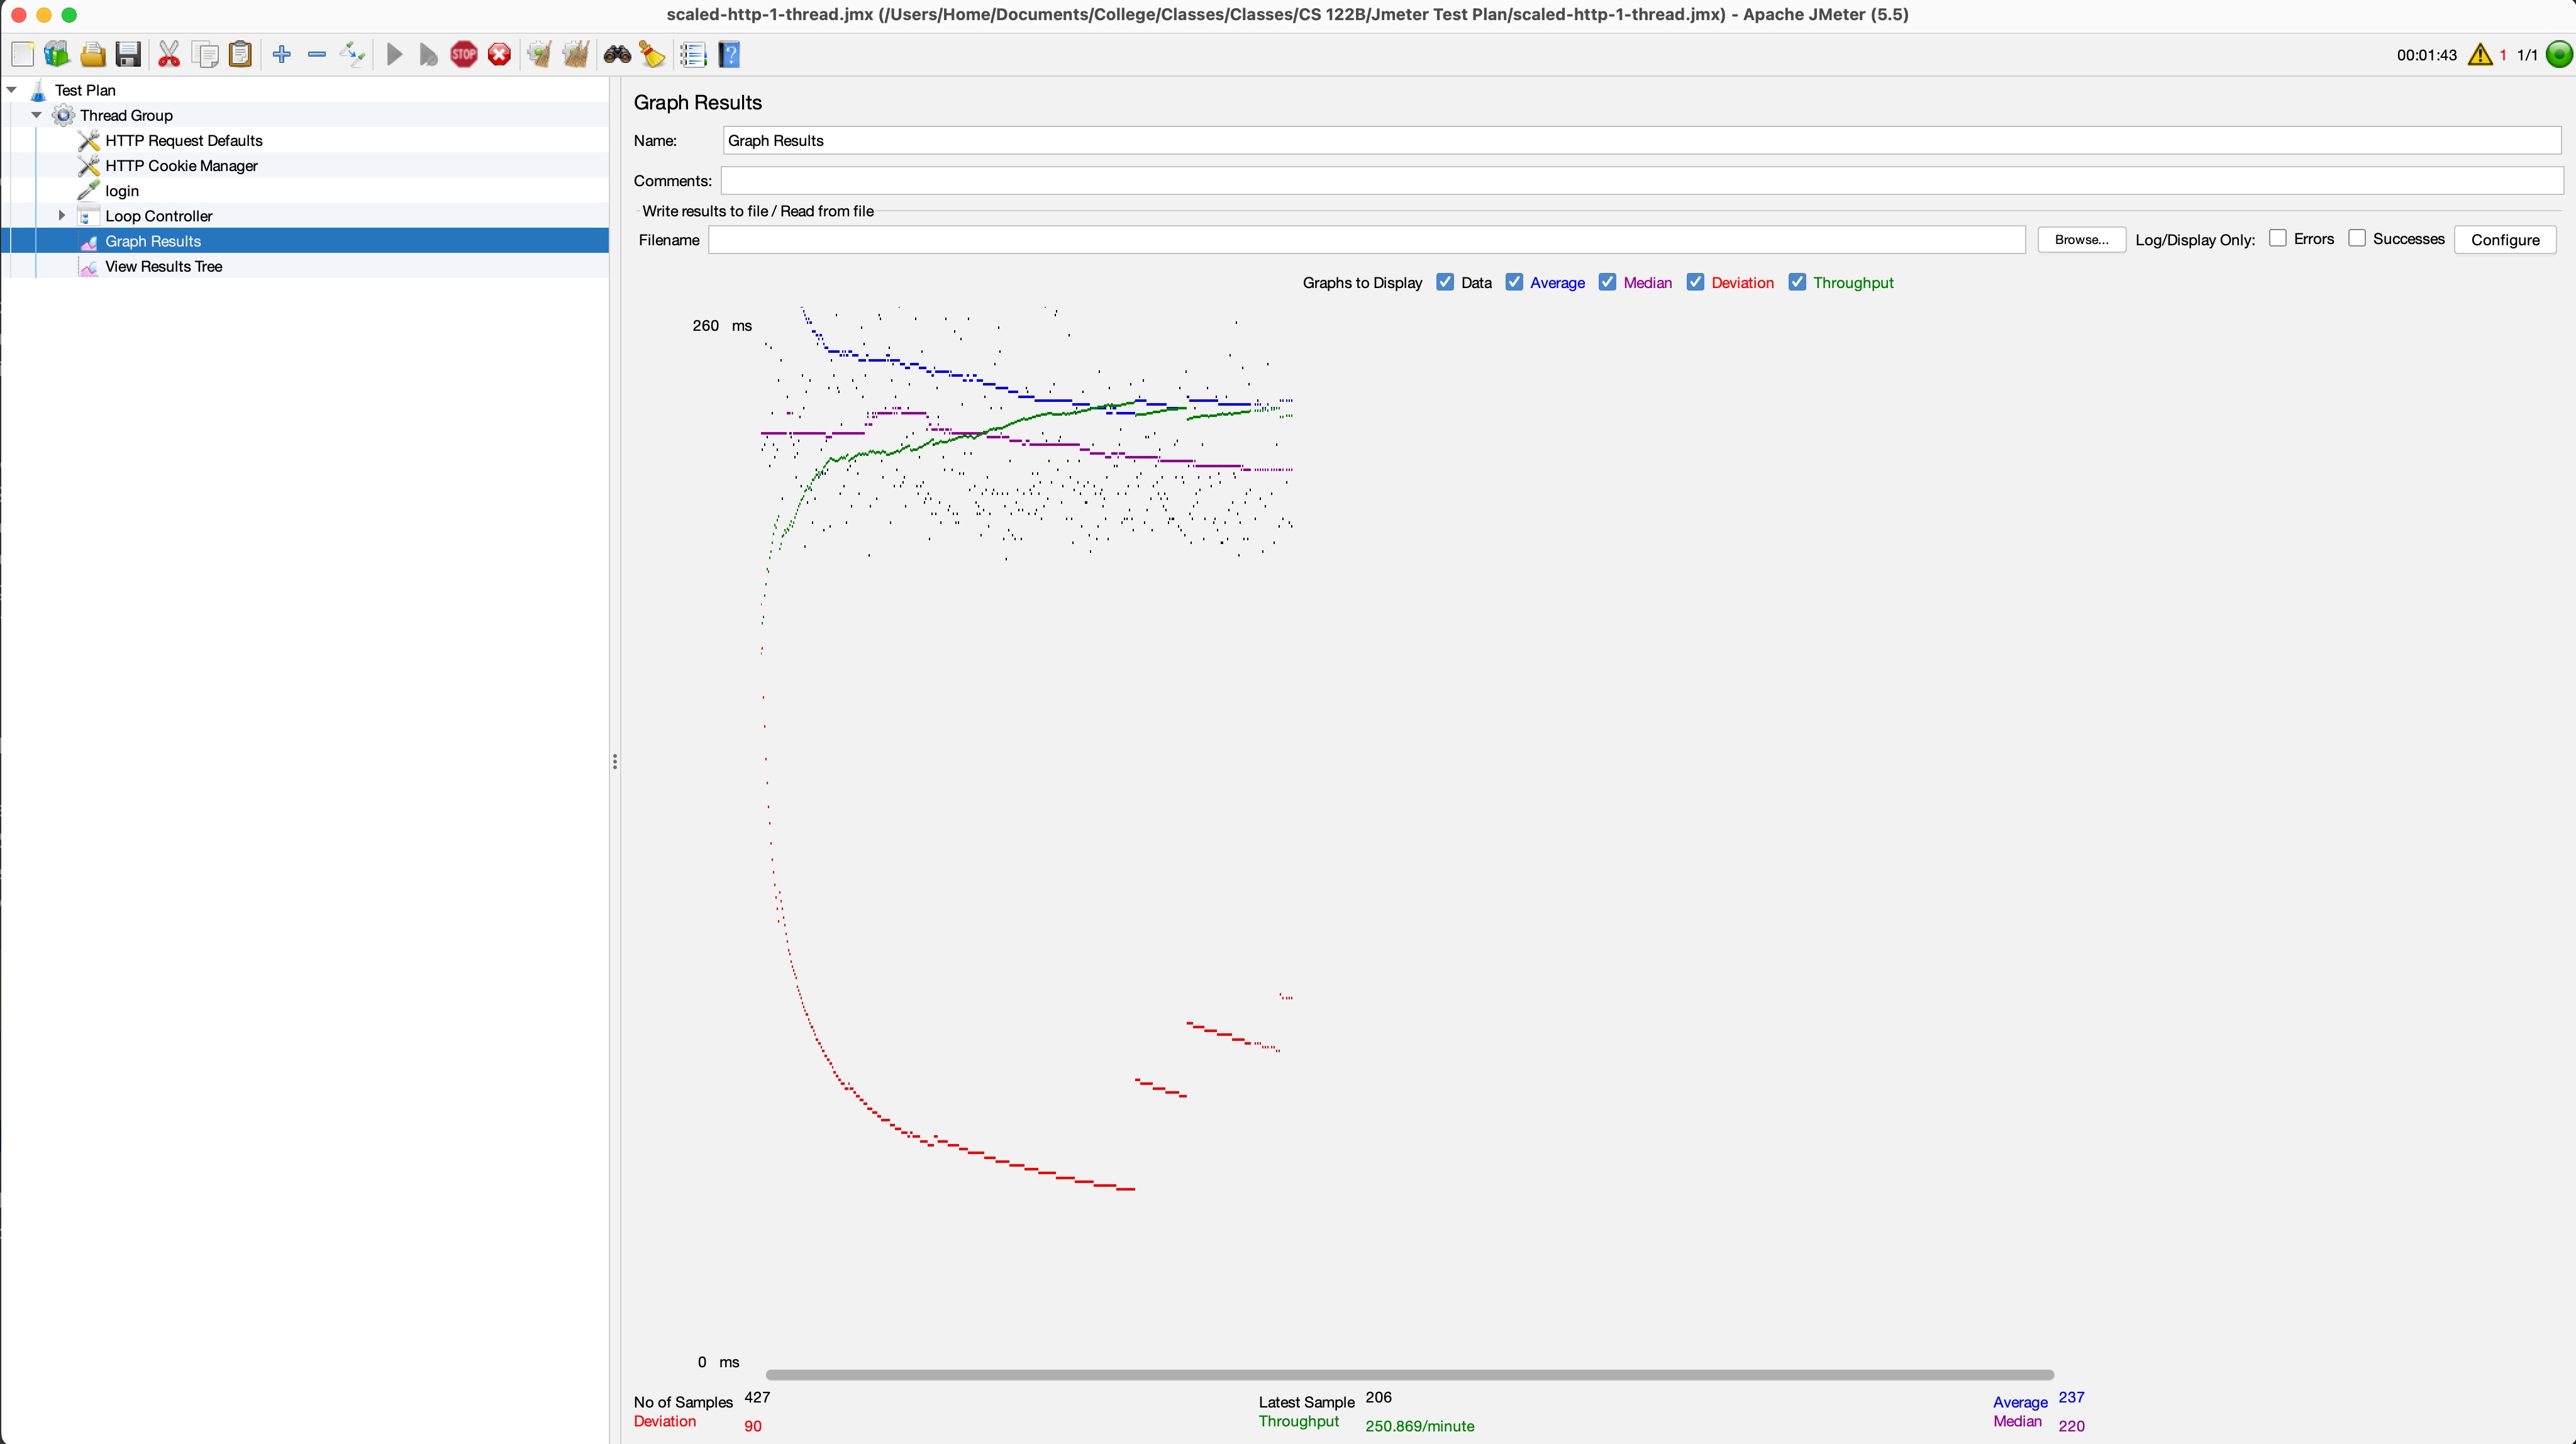 scaled-http-1-thread.jmx (/Users/Home/Documents/College/Classes/Classes/CS 122B/Jmeter Test Plan/scaled-http-1-thread.jmx) - Apache JMeter (5.5)
STOP
00:01:43 1 1/1
Test Plan
Thread Group
HTTP Request Defaults
HTTP Cookie Manager
login
Loop Controller
Graph Results
View Results Tree
Graph Results
Name: Graph Results
Comments:
Write results to file / Read from file
Filename Browse... Log/Display Only: Errors Successes Configure
Graphs to Display Data Average Median Deviation Throughput
260 ms
0 ms
No of Samples 427 Latest Sample 206 Average 237
Deviation 90 Throughput 250.869/minute Median 220